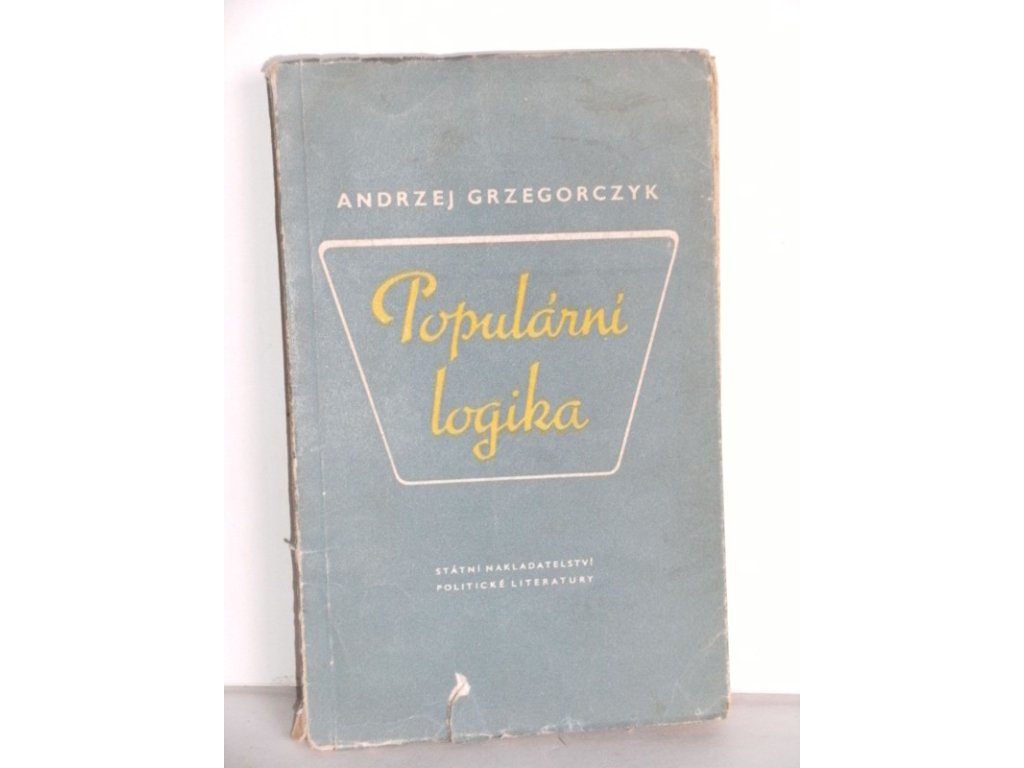 ANDRZEJ GRZEGORCZYK
Populární
logika
STÁTNÍ NAKLADATELSTVÍ
POLITICKÉ LITERATURY